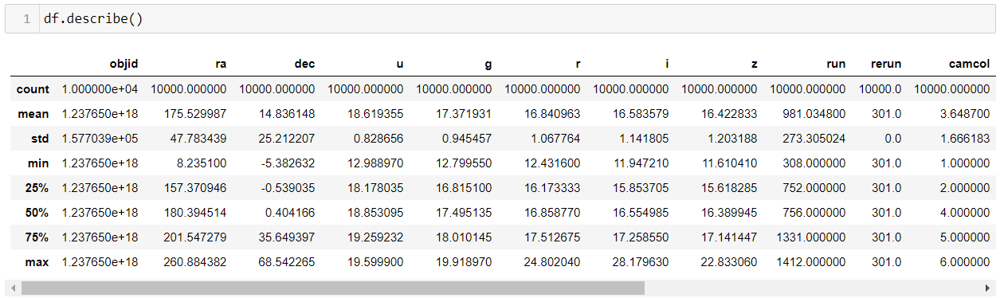 1 df.describe()
objid ra dec u g r i z run rerun camcol
count 1.000000e+04 10000.000000 10000.000000 10000.000000 10000.000000 10000.000000 10000.000000 10000.000000 10000.000000 10000.0 10000.000000
mean 1.237650e+18 175.529987 14.836148 18.619355 17.371931 16.840963 16.583579 16.422833 981.034800 301.0 3.648700
std 1.577039e+05 47.783439 25.212207 0.828656 0.945457 1.067764 1.141805 1.203188 273.305024 0.0 1.666183
min 1.237650e+18 8.235100 -5.382632 12.988970 12.799550 12.431600 11.947210 11.610410 308.000000 301.0 1.000000
25% 1.237650e+18 157.370946 -0.539035 18.178035 16.815100 16.173333 15.853705 15.618285 752.000000 301.0 2.000000
50% 1.237650e+18 180.394514 0.404166 18.853095 17.495135 16.858770 16.554985 16.389945 756.000000 301.0 4.000000
75% 1.237650e+18 201.547279 35.649397 19.259232 18.010145 17.512675 17.258550 17.141447 1331.000000 301.0 5.000000
max 1.237650e+18 260.884382 68.542265 19.599900 19.918970 24.802040 28.179630 22.833060 1412.000000 301.0 6.000000